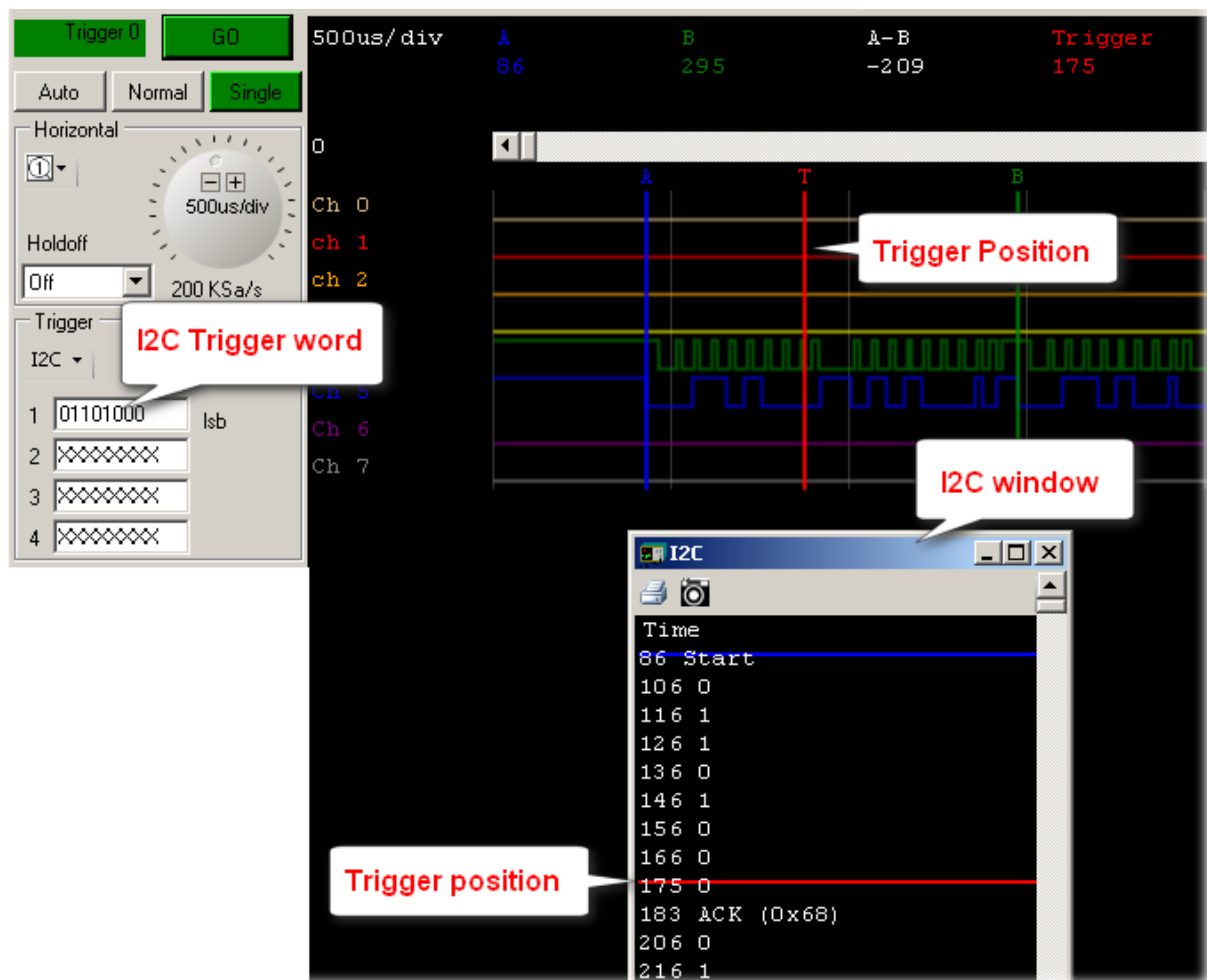 Trigger 0 GO
Auto Normal Single
Horizontal
500us/div
Holdoff
Off 200 KSa/s
Trigger
I2C
I2C Trigger word
1 01101000 lsb
2 XXXXXXXX
3 XXXXXXXX
4 XXXXXXXX
500us/div A B A-B Trigger
86 295 -209 175
0
A T B
Ch 0
ch 1
ch 2
Ch 5
Ch 6
Ch 7
Trigger Position
I2C window
I2C
Time
86 Start
106 0
116 1
126 1
136 0
146 1
156 0
166 0
175 0
183 ACK (0x68)
206 0
216 1
Trigger position